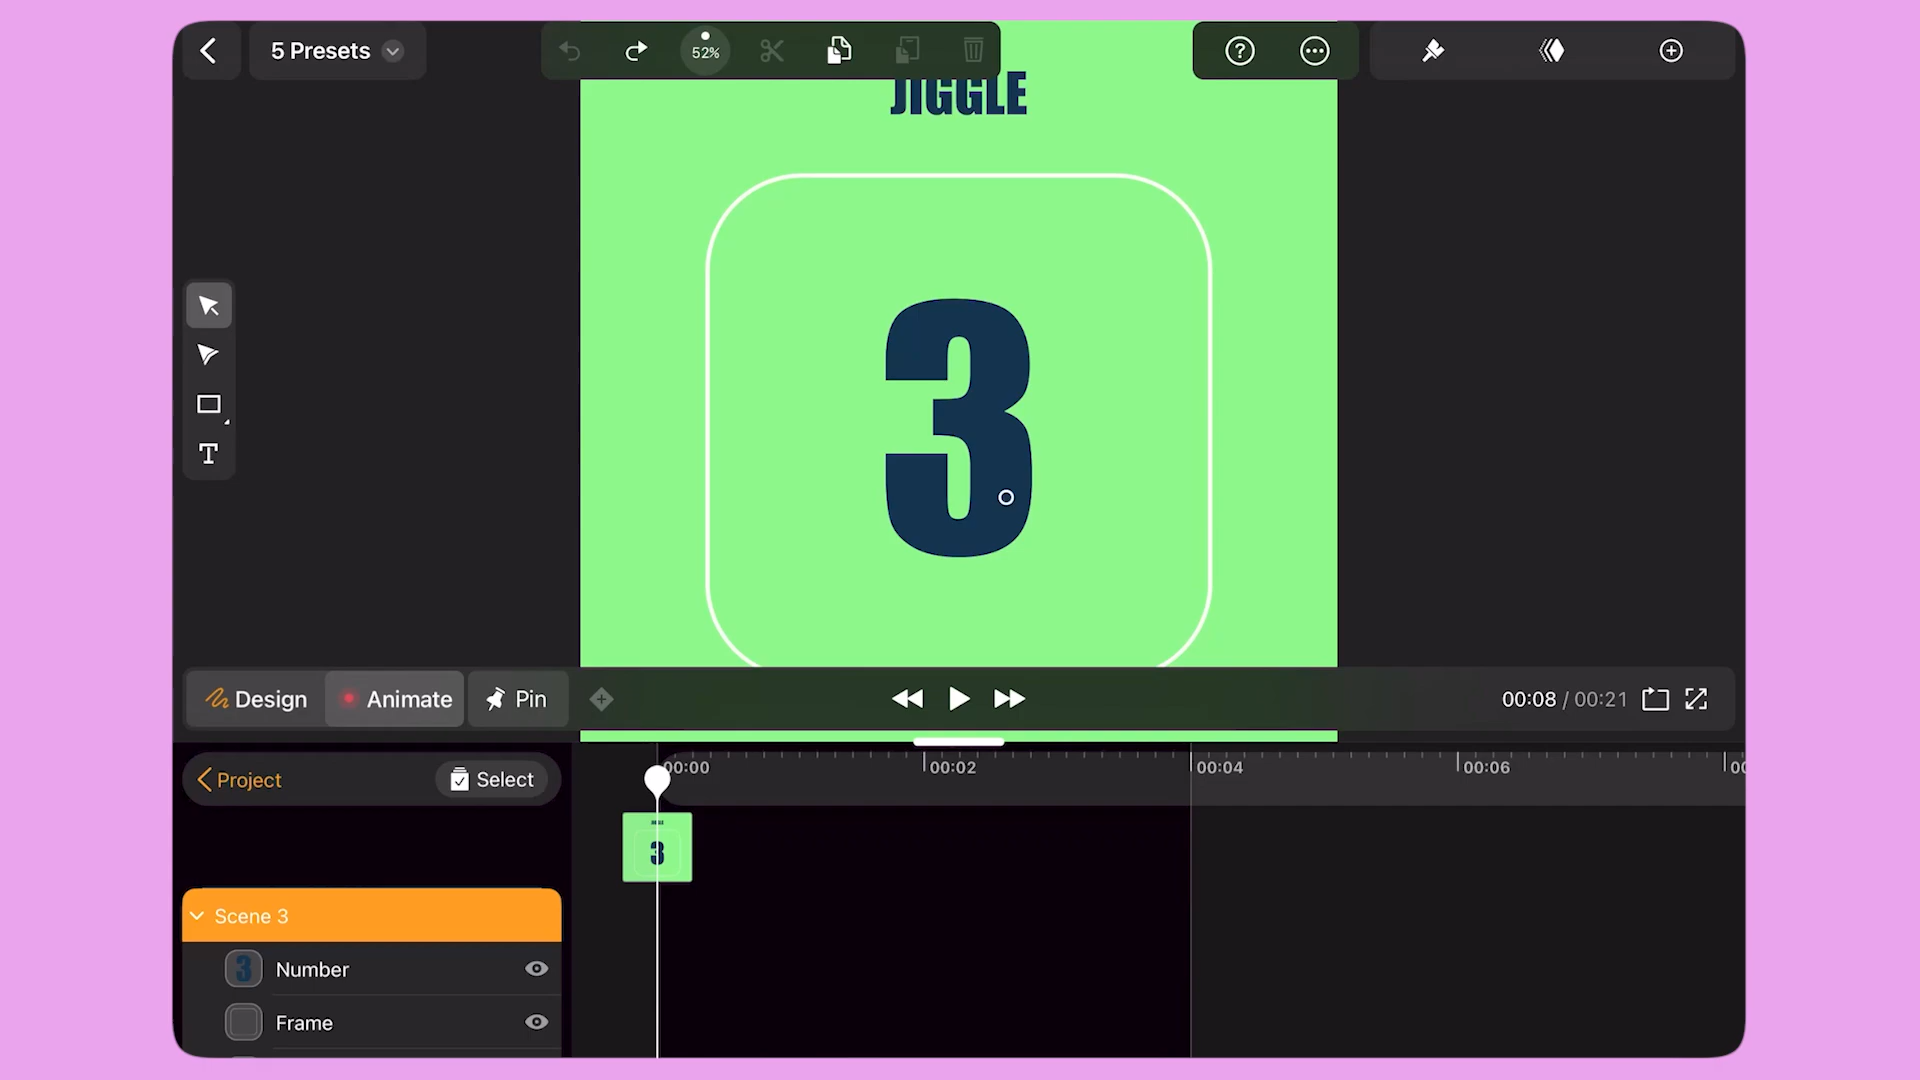 5 Presets
52%
JIGGLE
3
Design
Animate
Pin
00:08 / 00:21
Project
Select
00:00
00:02
00:04
00:06
3
Scene 3
3
Number
Frame
T